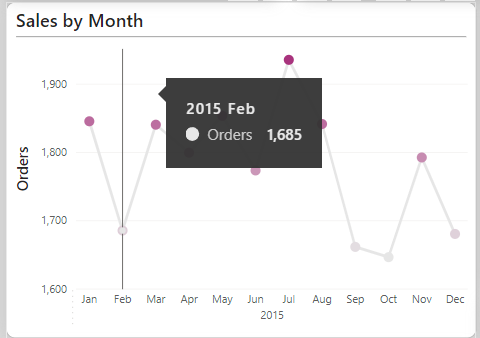 Sales by Month
Orders
1,900
1,800
1,700
1,600
2015 Feb
Orders 1,685
Jan Feb Mar Apr May Jun Jul Aug Sep Oct Nov Dec
2015